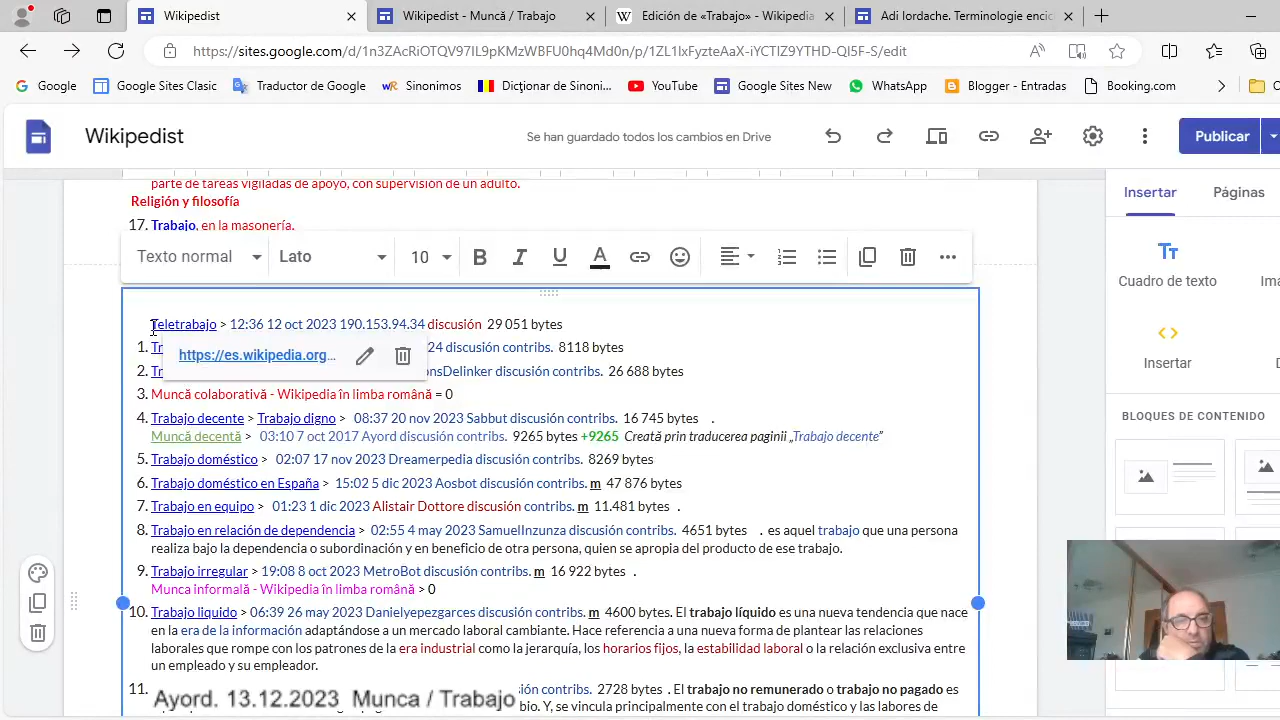 Wikipedist
Wikipedist - Muncă / Trabajo
Edición de «Trabajo» - Wikipedia
Adi Iordache. Terminologie encic
https://sites.google.com/d/1n3ZAcRiOTQV97IL9pKMzWBFU0hq4Md0n/p/1ZL1lxFyzteAaX-iYCTIZ9YTHD-Ql5F-S/edit
Google
Google Sites Clasic
Traductor de Google
Sinonimos
Dicționar de Sinoni...
YouTube
Google Sites New
WhatsApp
Blogger - Entradas
Booking.com
Wikipedist
Se han guardado todos los cambios en Drive
Publicar
parte de tareas vigiladas de apoyo, con supervisión de un adulto.
Religión y filosofía
17. Trabajo, en la masonería.
Insertar
Páginas
Texto normal
Lato
10
B I U A
Cuadro de texto
Insertar
BLOQUES DE CONTENIDO
Teletrabajo > 12:36 12 oct 2023 190.153.94.34 discusión 29 051 bytes
1. Tr
24 discusión contribs. 8118 bytes
https://es.wikipedia.org...
2. Tr
onsDelinker discusión contribs. 26 688 bytes
3. Muncă colaborativă - Wikipedia în limba română = 0
4. Trabajo decente > Trabajo digno > 08:37 20 nov 2023 Sabbut discusión contribs. 16 745 bytes .
Muncă decentă > 03:10 7 oct 2017 Ayord discusión contribs. 9265 bytes +9265 Creată prin traducerea paginii „Trabajo decente”
5. Trabajo doméstico > 02:07 17 nov 2023 Dreamerpedia discusión contribs. 8269 bytes
6. Trabajo doméstico en España > 15:02 5 dic 2023 Aosbot discusión contribs. m 47 876 bytes
7. Trabajo en equipo > 01:23 1 dic 2023 Alistair Dottore discusión contribs. m 11.481 bytes .
8. Trabajo en relación de dependencia > 02:55 4 may 2023 SamuelInzunza discusión contribs. 4651 bytes . es aquel trabajo que una persona
realiza bajo la dependencia o subordinación y en beneficio de otra persona, quien se apropia del producto de ese trabajo.
9. Trabajo irregular > 19:08 8 oct 2023 MetroBot discusión contribs. m 16 922 bytes .
Munca informală - Wikipedia în limba română > 0
10. Trabajo liquido > 06:39 26 may 2023 Danielyepezgarces discusión contribs. m 4600 bytes. El trabajo líquido es una nueva tendencia que nace
en la era de la información adaptándose a un mercado laboral cambiante. Hace referencia a una nueva forma de plantear las relaciones
laborales que rompe con los patrones de la era industrial como la jerarquía, los horarios fijos, la estabilidad laboral o la relación exclusiva entre
un empleado y su empleador.
11.
ión contribs. 2728 bytes . El trabajo no remunerado o trabajo no pagado es
Ayord. 13.12.2023 Munca / Trabajo
bio. Y, se vincula principalmente con el trabajo doméstico y las labores de